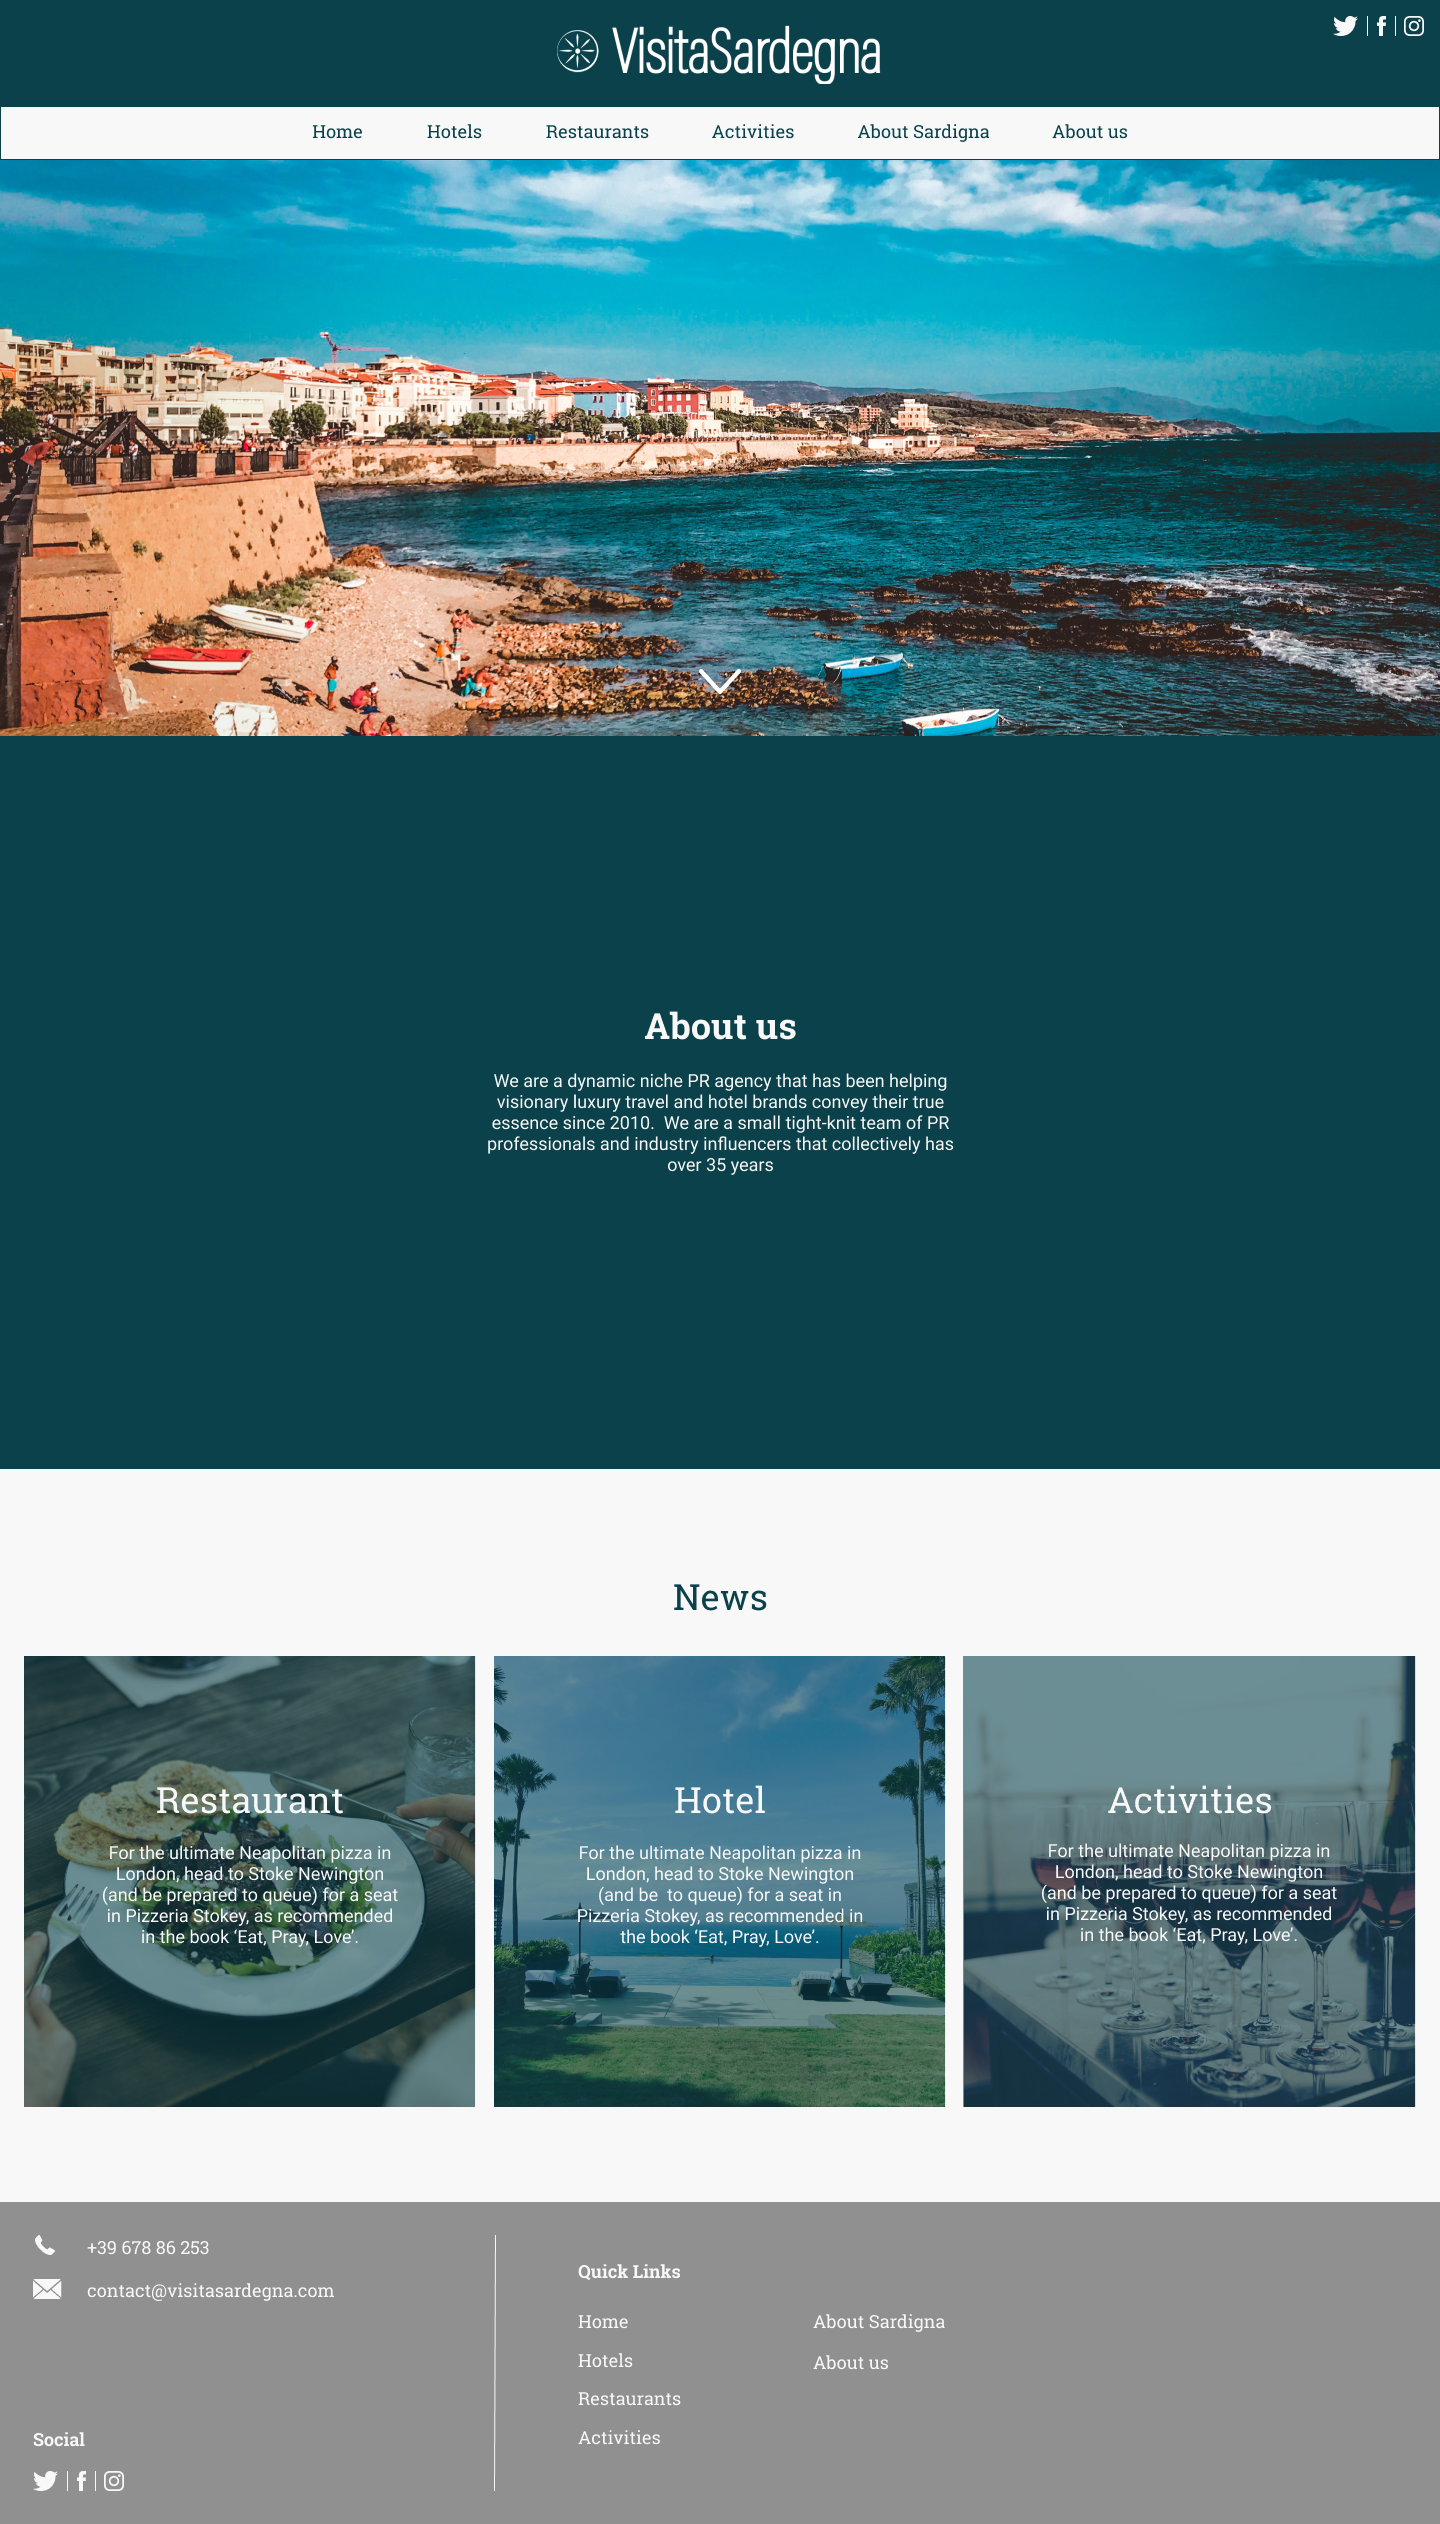 VisitaSardegna
Home Hotels Restaurants Activities About Sardigna About us
About us
We are a dynamic niche PR agency that has been helping
visionary luxury travel and hotel brands convey their true
essence since 2010.  We are a small tight-knit team of PR
professionals and industry influencers that collectively has
over 35 years
News
Restaurant
For the ultimate Neapolitan pizza in
London, head to Stoke Newington
(and be prepared to queue) for a seat
in Pizzeria Stokey, as recommended
in the book ‘Eat, Pray, Love’.
Hotel
For the ultimate Neapolitan pizza in
London, head to Stoke Newington
(and be  to queue) for a seat in
Pizzeria Stokey, as recommended in
the book ‘Eat, Pray, Love’.
Activities
For the ultimate Neapolitan pizza in
London, head to Stoke Newington
(and be prepared to queue) for a seat
in Pizzeria Stokey, as recommended
in the book ‘Eat, Pray, Love’.
+39 678 86 253
contact@visitasardegna.com
Social
Quick Links
Home
Hotels
Restaurants
Activities
About Sardigna
About us